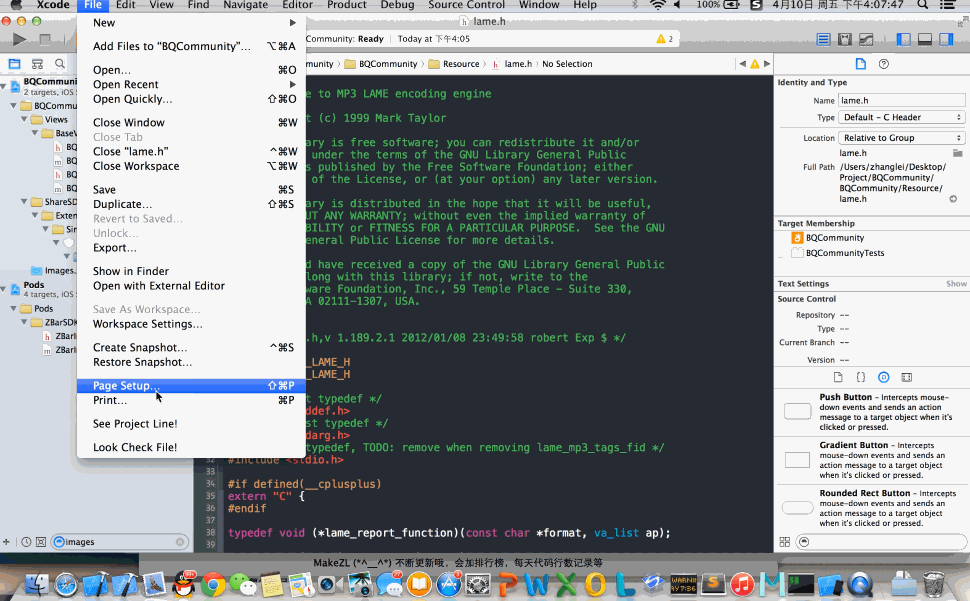 Xcode File Edit View Find Navigate Editor Product Debug Source Control Window Help 100% 4月10日 周五 下午4:07:47
lame.h
Community: Ready | Today at 下午4:05
2
BQCommunity Resource lame.h No Selection
New
Add Files to "BQCommunity"... ⌥⌘A
Open... ⌘O
Open Recent
Open Quickly... ⇧⌘O
Close Window ⌘W
Close Tab
Close "lame.h" ^⌘W
Close Workspace ⌥⌘W
Save ⌘S
Duplicate... ⇧⌘S
Revert to Saved...
Unlock...
Export...
Show in Finder
Open with External Editor
Save As Workspace...
Workspace Settings...
Create Snapshot... ^⌘S
Restore Snapshot...
Page Setup... ⇧⌘P
Print... ⌘P
See Project Line!
Look Check File!
BQCommuni
2 targets, iOS
BQCommu
Views
BaseV
BQ
BQ
BQ
BQ
ShareSD
Exten
Sin
Images.
Pods
4 targets, iOS
Pods
ZBarSDK
ZBarI
ZBarI
images
e to MP3 LAME encoding engine
t (c) 1999 Mark Taylor
ary is free software; you can redistribute it and/or
under the terms of the GNU Library General Public
s published by the Free Software Foundation; either
of the License, or (at your option) any later version.
ary is distributed in the hope that it will be useful,
UT ANY WARRANTY; without even the implied warranty of
BILITY or FITNESS FOR A PARTICULAR PURPOSE. See the GNU
eneral Public License for more details.
d have received a copy of the GNU Library General Public
long with this library; if not, write to the
ware Foundation, Inc., 59 Temple Place - Suite 330,
A 02111-1307, USA.
.h,v 1.189.2.1 2012/01/08 23:49:58 robert Exp $ */
_LAME_H
_LAME_H
t typedef */
ddef.h>
st typedef */
darg.h>
typedef, TODO: remove when removing lame_mp3_tags_fid */
32 #include <stdio.h>
33
34 #if defined(__cplusplus)
35 extern "C" {
36 #endif
37
38 typedef void (*lame_report_function)(const char *format, va_list ap);
39
Identity and Type
Name lame.h
Type Default - C Header
Location Relative to Group
lame.h
Full Path /Users/zhanglei/Desktop/
Project/BQCommunity/
BQCommunity/Resource/
lame.h
Target Membership
BQCommunity
BQCommunityTests
Text Settings Show
Source Control
Repository --
Type --
Current Branch --
Version --
Push Button - Intercepts mouse-
down events and sends an action
message to a target object when
it's clicked or pressed.
Gradient Button - Intercepts
mouse-down events and sends an
action message to a target object
when it's clicked or pressed.
Rounded Rect Button - Intercepts
mouse-down events and sends an
action message to a target object
when it's clicked or pressed.
MakeZL (*^__^*) 不断更新哦，会加排行榜，每天代码行数记录等